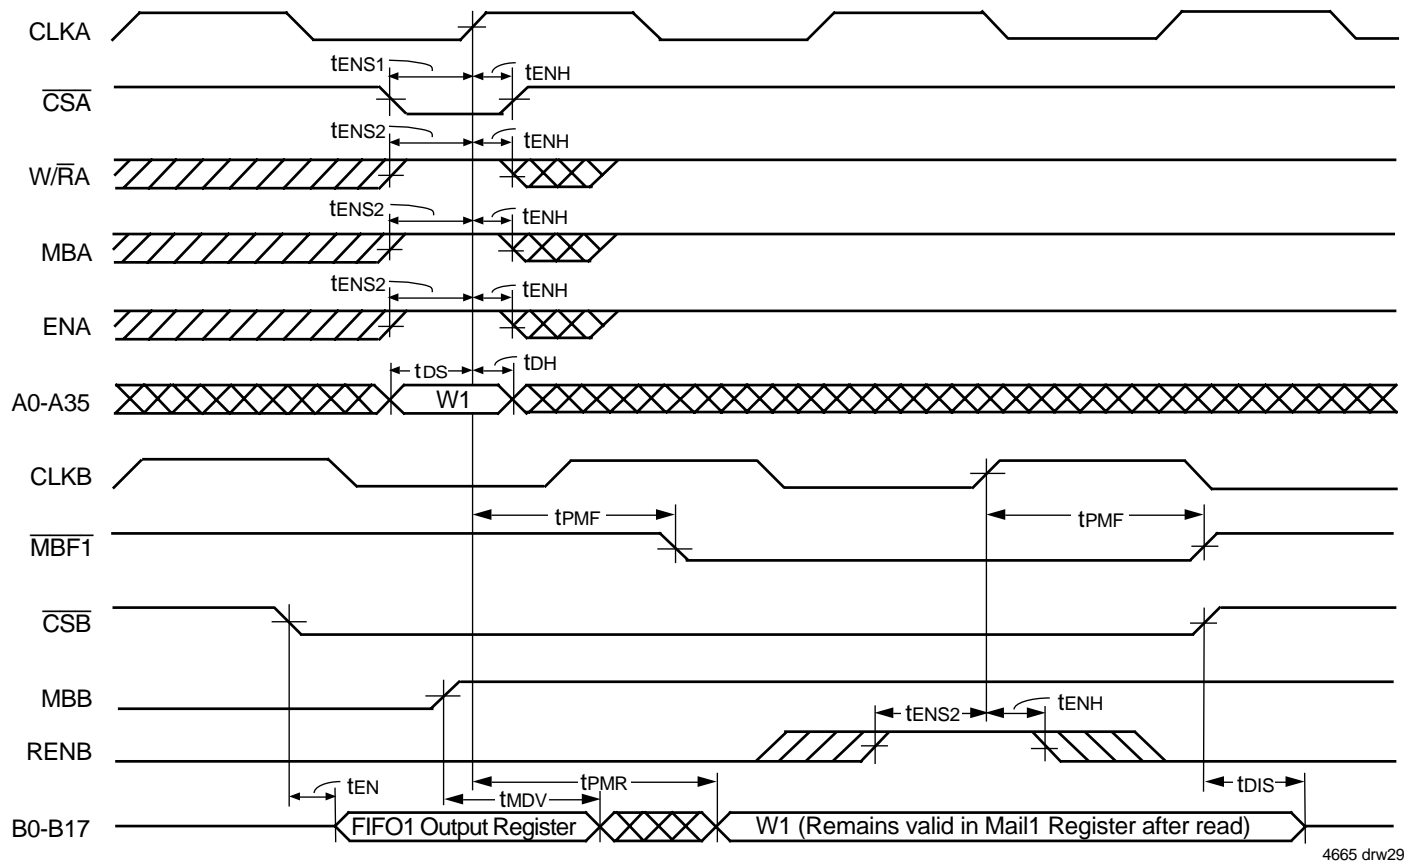 CLKA
tENS1
tENH
CSA
tENS2
tENH
W/RA
tENS2
tENH
MBA
tENS2
tENH
ENA
tDS
tDH
A0-A35
W1
CLKB
tPMF
tPMF
MBF1
CSB
MBB
tENS2
tENH
RENB
tEN
tPMR
tMDV
tDIS
B0-B17
FIFO1 Output Register
W1 (Remains valid in Mail1 Register after read)
4665 drw29